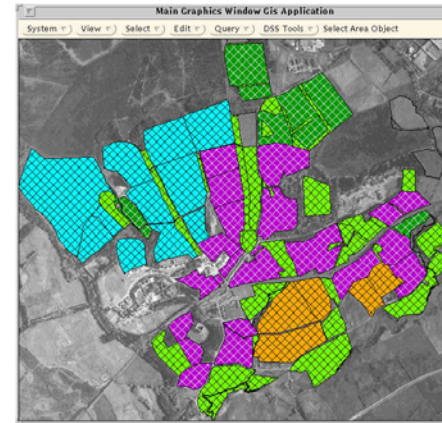 Main Graphics Window Gis Application
System View Select Edit Query DSS Tools Select Area Object